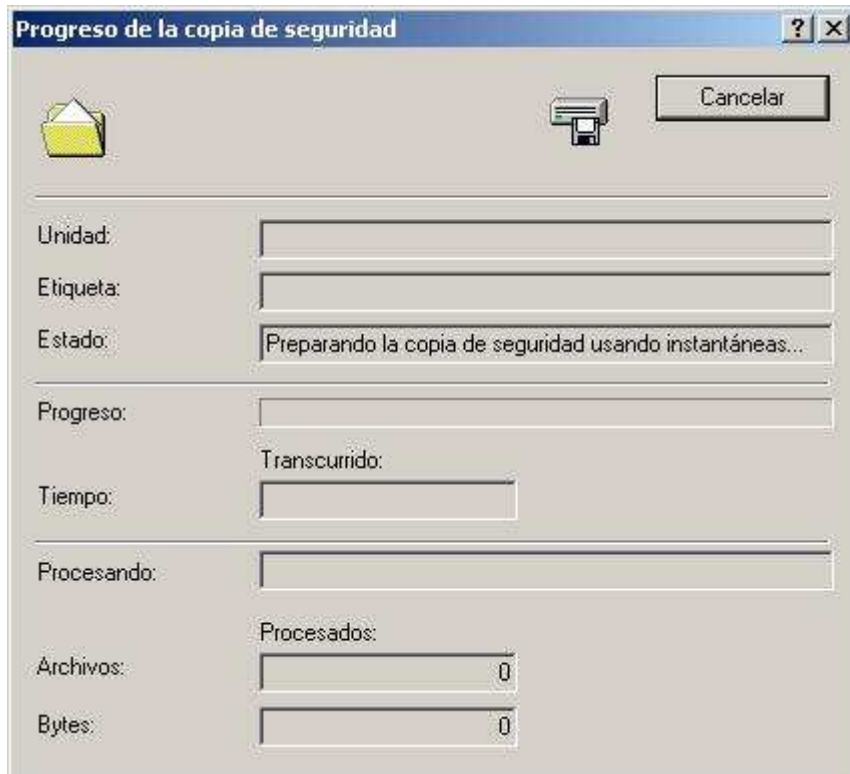 Progreso de la copia de seguridad
Cancelar
Unidad:
Etiqueta:
Estado: Preparando la copia de seguridad usando instantáneas...
Progreso:
Transcurrido:
Tiempo:
Procesando:
Procesados:
Archivos: 0
Bytes: 0